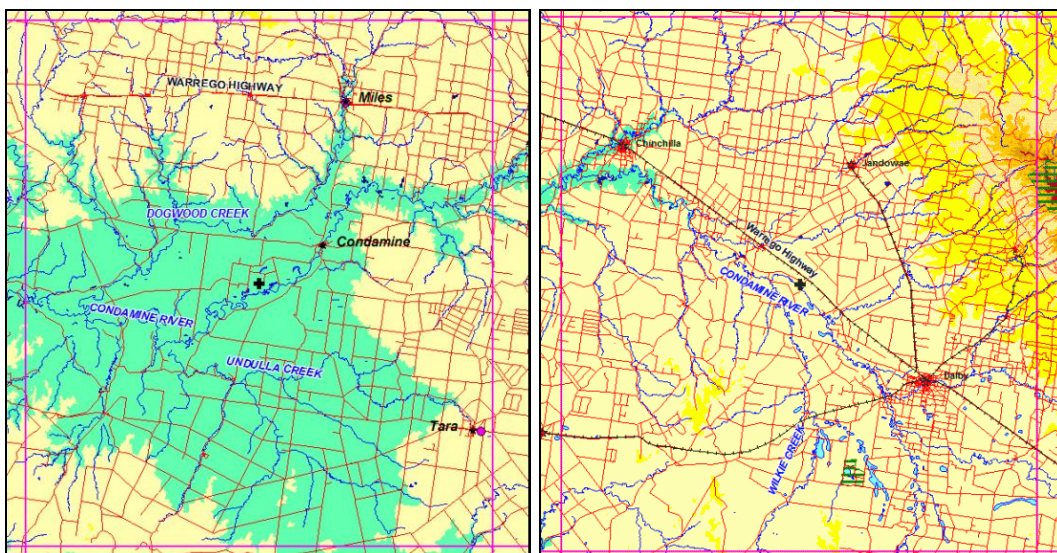 WARREGO HIGHWAY
Miles
DOGWOOD CREEK
Condamine
CONDAMINE RIVER
UNDULLA CREEK
Tara
Chinchilla
Jandowae
Warrego Highway
CONDAMINE RIVER
Dalby
WILKIE CREEK